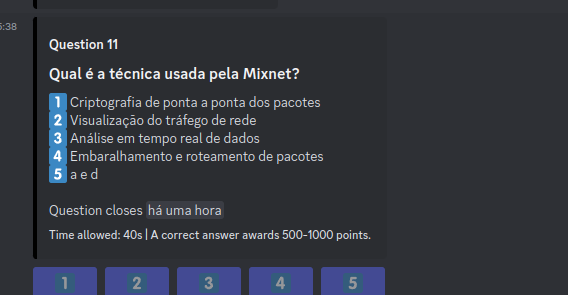 5:38
Question 11
Qual é a técnica usada pela Mixnet?
1 Criptografia de ponta a ponta dos pacotes
2 Visualização do tráfego de rede
3 Análise em tempo real de dados
4 Embaralhamento e roteamento de pacotes
5 a e d
Question closes há uma hora
Time allowed: 40s | A correct answer awards 500-1000 points.
1 2 3 4 5